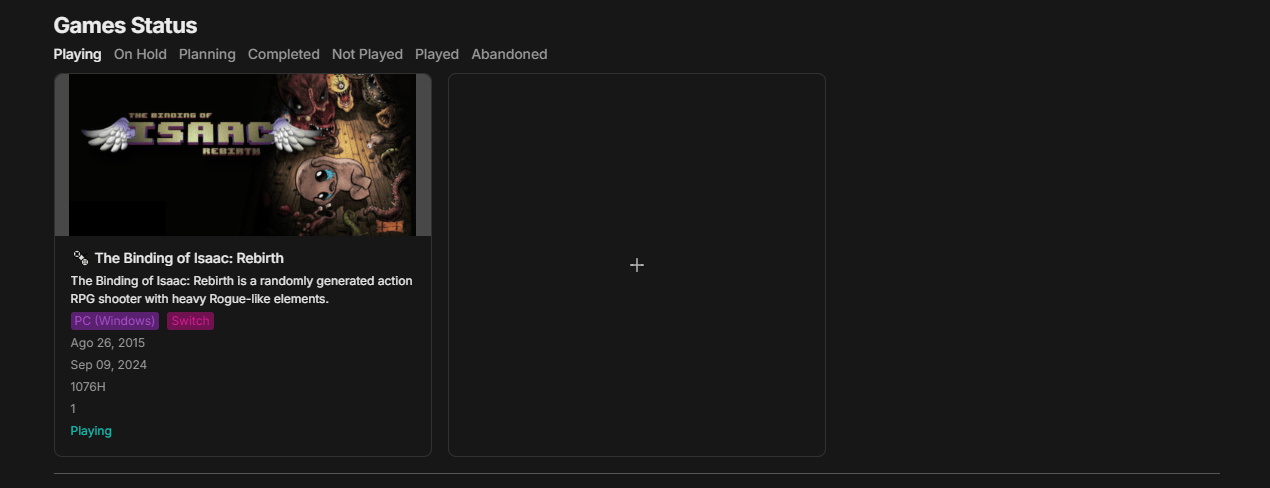 Games Status
Playing On Hold Planning Completed Not Played Played Abandoned
THE BINDING OF
ISAAC
REBIRTH
The Binding of Isaac: Rebirth
The Binding of Isaac: Rebirth is a randomly generated action
RPG shooter with heavy Rogue-like elements.
PC (Windows) Switch
Ago 26, 2015
Sep 09, 2024
1076H
1
Playing